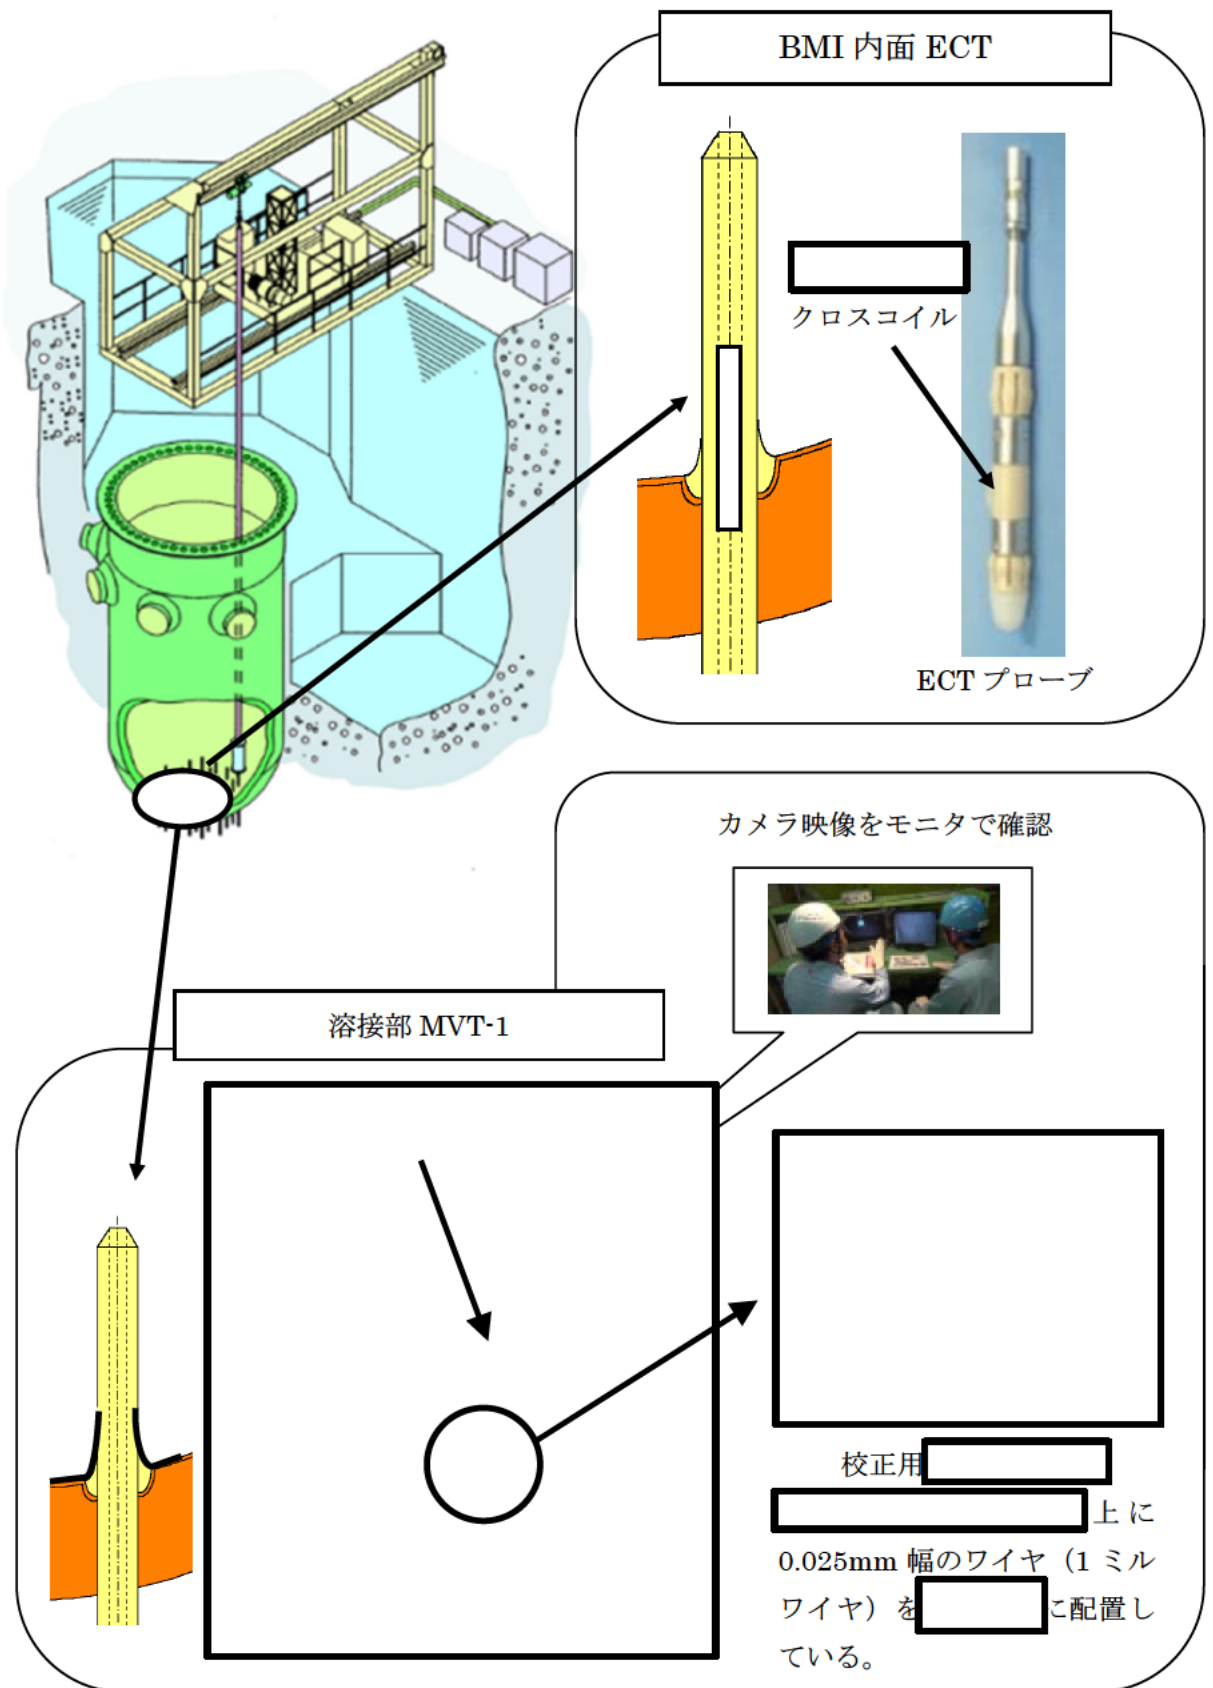 BMI 内面 ECT
クロスコイル
ECT プローブ
カメラ映像をモニタで確認
溶接部 MVT-1
校正用
上に
0.025mm 幅のワイヤ（1 ミル
ワイヤ）を に配置し
ている。